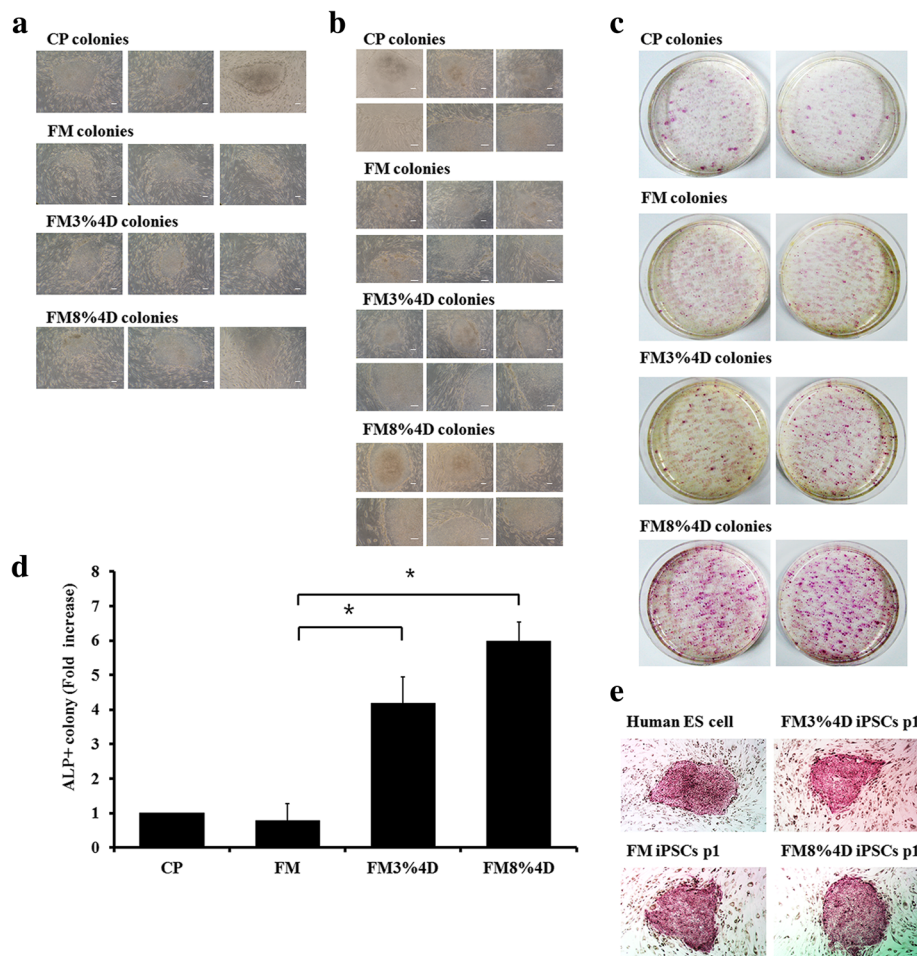 a
CP colonies
FM colonies
FM3%4D colonies
FM8%4D colonies
b
CP colonies
FM colonies
FM3%4D colonies
FM8%4D colonies
c
CP colonies
FM colonies
FM3%4D colonies
FM8%4D colonies
d
ALP+ colony (Fold increase)
8
7
6
5
4
3
2
1
0
*
*
CP FM FM3%4D FM8%4D
e
Human ES cell FM3%4D iPSCs p1
FM iPSCs p1 FM8%4D iPSCs p1